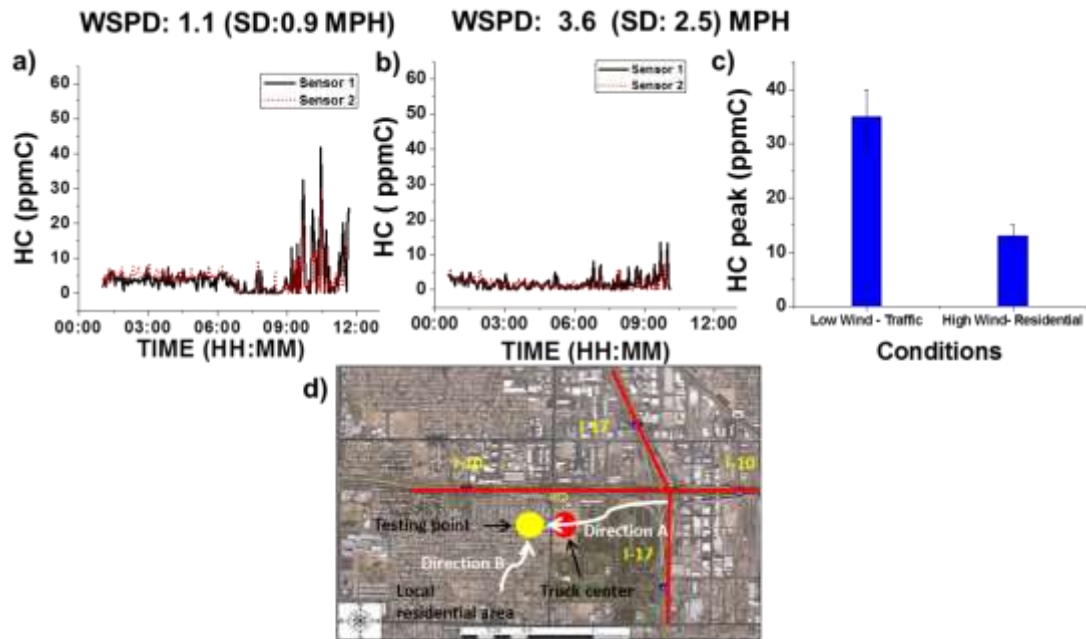 WSPD: 1.1 (SD:0.9 MPH)
WSPD: 3.6 (SD: 2.5) MPH
a)
Sensor 1
Sensor 2
HC (ppmC)
60
50
40
30
20
10
0
00:00 03:00 06:00 09:00 12:00
TIME (HH:MM)
b)
Sensor 1
Sensor 2
HC ( ppmC)
60
50
40
30
20
10
0
00:00 03:00 06:00 09:00 12:00
TIME (HH:MM)
c)
HC peak (ppmC)
40
30
20
10
0
Low Wind - Traffic High Wind- Residential
Conditions
d)
I-17
I-10
I-10
Testing point
Direction A
Direction B
I-17
Local
residential area
Truck center